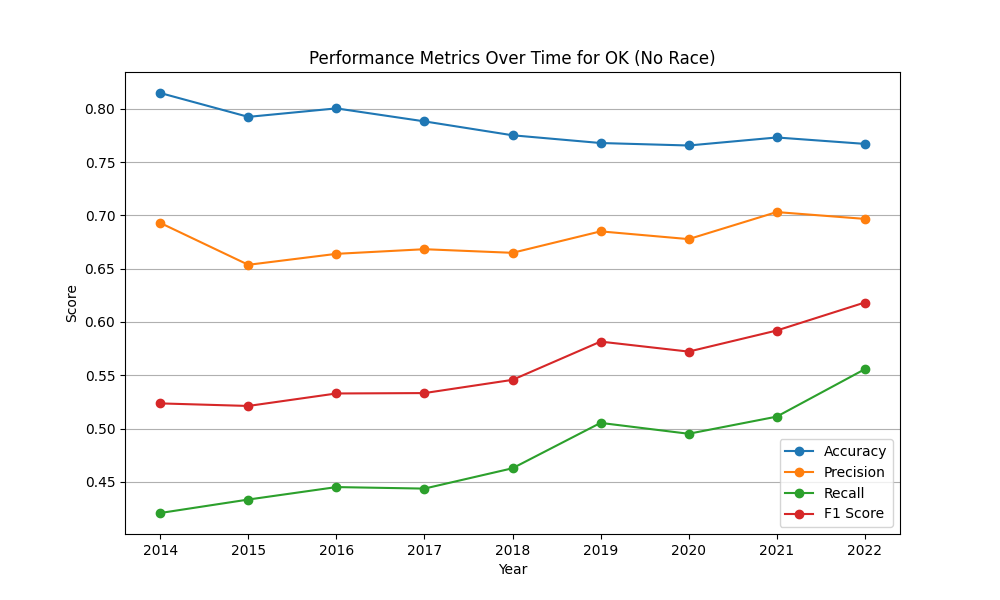 Performance Metrics Over Time for OK (No Race)
0.80
0.75
0.70
0.65
0.60
0.55
0.50
0.45
Score
2014 2015 2016 2017 2018 2019 2020 2021 2022
Year
Accuracy
Precision
Recall
F1 Score